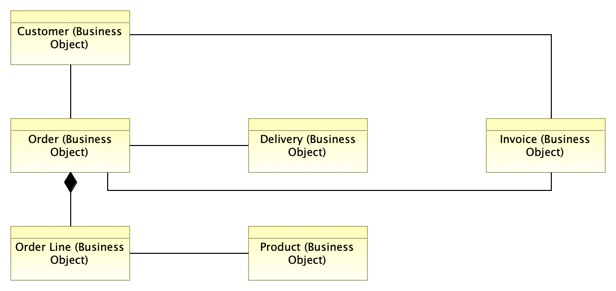 Customer (Business
Object)
Order (Business
Object)
Delivery (Business
Object)
Invoice (Business
Object)
Order Line (Business
Object)
Product (Business
Object)